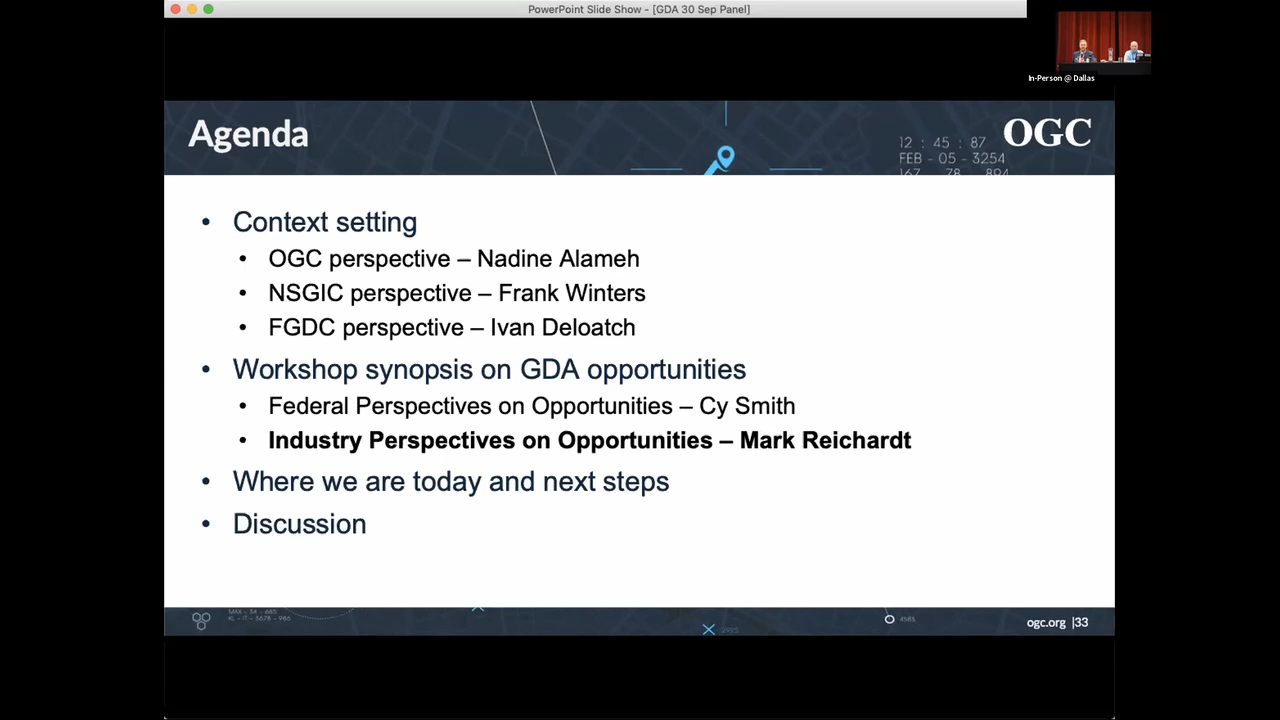 PowerPoint Slide Show - [GDA 30 Sep Panel]
In-Person @ Dallas
Agenda
OGC
12 : 45 : 87
FEB - 05 - 3254
167 78 894
• Context setting
• OGC perspective – Nadine Alameh
• NSGIC perspective – Frank Winters
• FGDC perspective – Ivan Deloatch
• Workshop synopsis on GDA opportunities
• Federal Perspectives on Opportunities – Cy Smith
• Industry Perspectives on Opportunities – Mark Reichardt
• Where we are today and next steps
• Discussion
ogc.org |33